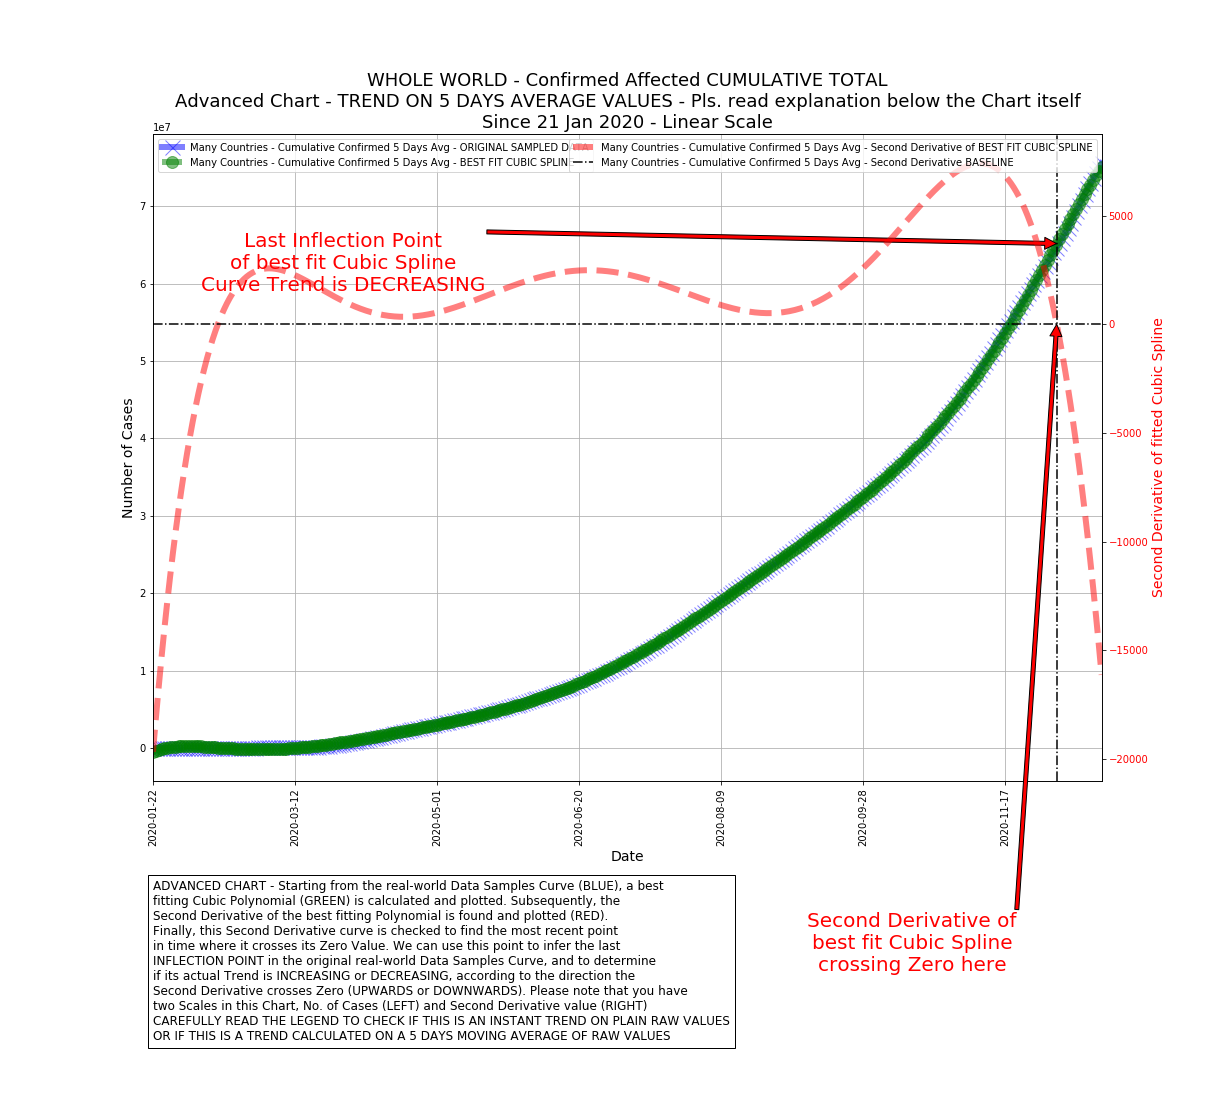 WHOLE WORLD - Confirmed Affected CUMULATIVE TOTAL
Advanced Chart - TREND ON 5 DAYS AVERAGE VALUES - Pls. read explanation below the Chart itself
Since 21 Jan 2020 - Linear Scale
1e7
Many Countries - Cumulative Confirmed 5 Days Avg - ORIGINAL SAMPLED
Many Countries - Cumulative Confirmed 5 Days Avg - BEST FIT CUBIC SPLIN
Many Countries - Cumulative Confirmed 5 Days Avg - Second Derivative of BEST FIT CUBIC SPLINE
Many Countries - Cumulative Confirmed 5 Days Avg - Second Derivative BASELINE
Last Inflection Point
of best fit Cubic Spline
Curve Trend is DECREASING
7
6
5
4
3
2
1
0
Number of Cases
5000
0
−5000
−10000
−15000
−20000
Second Derivative of fitted Cubic Spline
2020-01-22
2020-03-12
2020-05-01
2020-06-20
2020-08-09
2020-09-28
2020-11-17
Date
ADVANCED CHART - Starting from the real-world Data Samples Curve (BLUE), a best
fitting Cubic Polynomial (GREEN) is calculated and plotted. Subsequently, the
Second Derivative of the best fitting Polynomial is found and plotted (RED).
Finally, this Second Derivative curve is checked to find the most recent point
in time where it crosses its Zero Value. We can use this point to infer the last
INFLECTION POINT in the original real-world Data Samples Curve, and to determine
if its actual Trend is INCREASING or DECREASING, according to the direction the
Second Derivative crosses Zero (UPWARDS or DOWNWARDS). Please note that you have
two Scales in this Chart, No. of Cases (LEFT) and Second Derivative value (RIGHT)
CAREFULLY READ THE LEGEND TO CHECK IF THIS IS AN INSTANT TREND ON PLAIN RAW VALUES
OR IF THIS IS A TREND CALCULATED ON A 5 DAYS MOVING AVERAGE OF RAW VALUES
Second Derivative of
best fit Cubic Spline
crossing Zero here